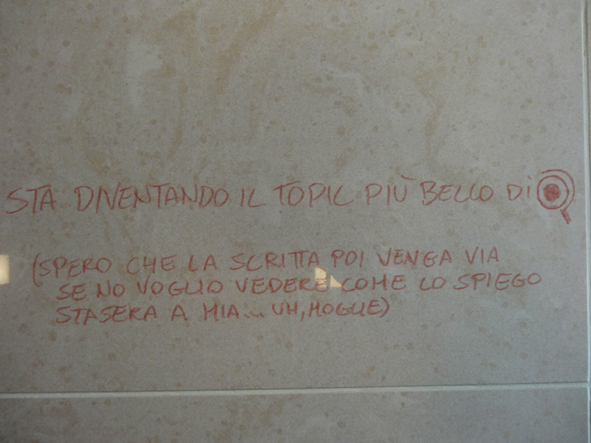 STA DIVENTANDO IL TOPIC PIÙ BELLO DI
(SPERO CHE LA SCRITTA POI VENGA VIA
SE NO VOGLIO VEDERE COME LO SPIEGO
STASERA A MIA... UH, MOGLIE)